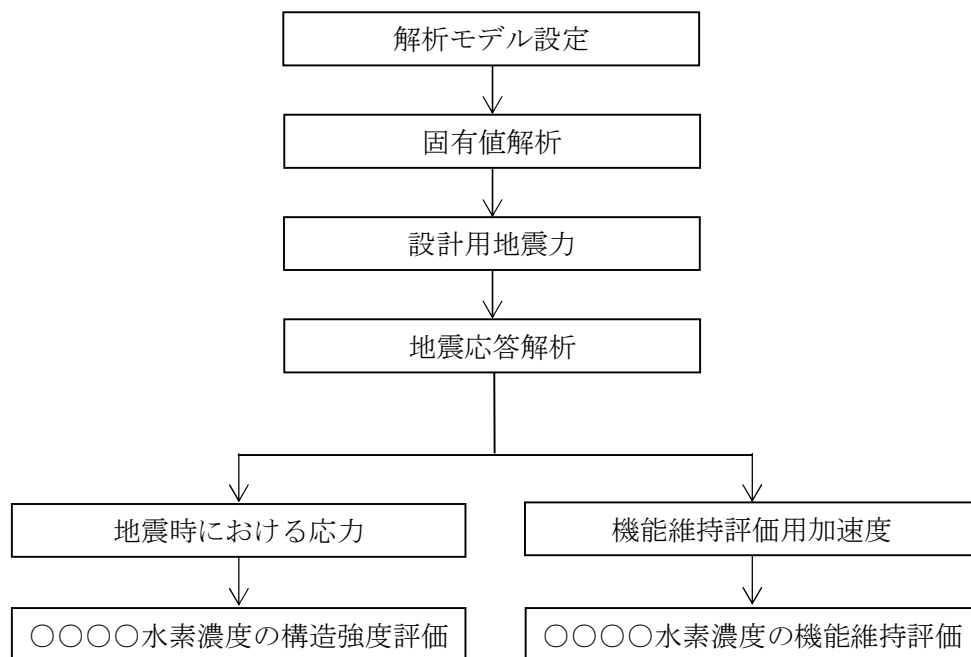 解析モデル設定
固有値解析
設計用地震力
地震応答解析
地震時における応力
機能維持評価用加速度
○○○○水素濃度の構造強度評価
○○○○水素濃度の機能維持評価